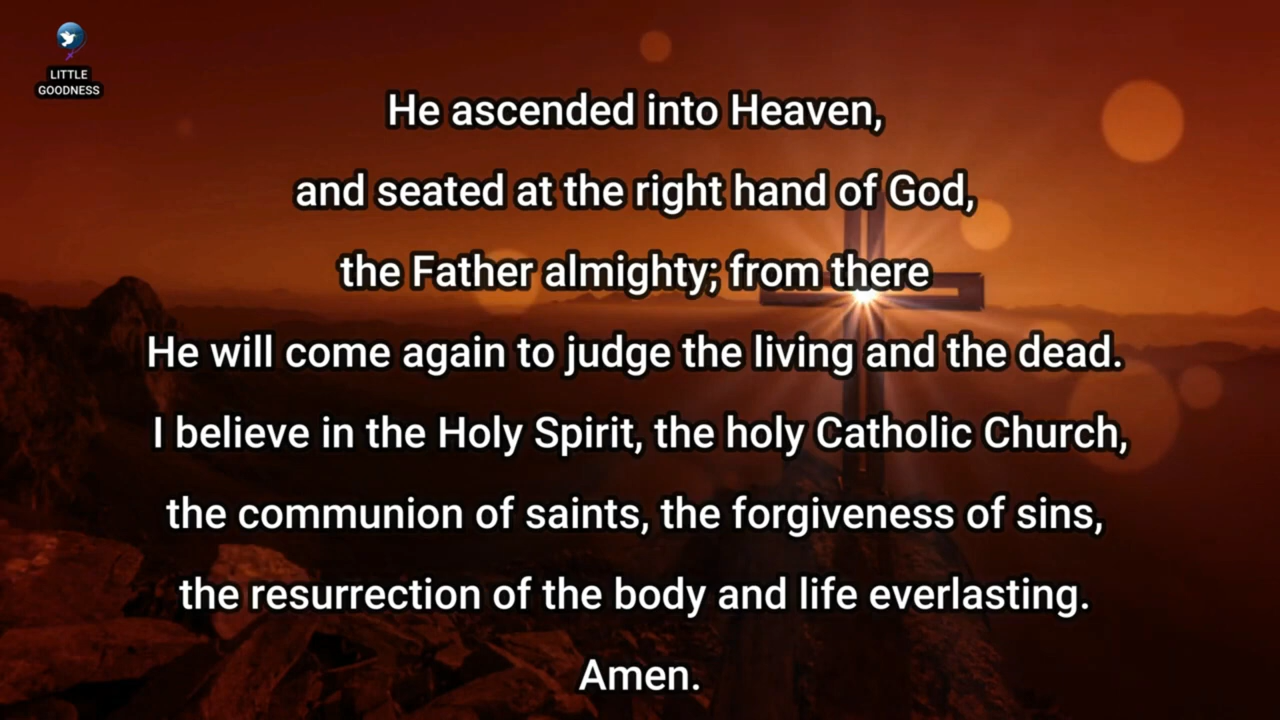 LITTLE
GOODNESS
He ascended into Heaven,
and seated at the right hand of God,
the Father almighty; from there
He will come again to judge the living and the dead.
I believe in the Holy Spirit, the holy Catholic Church,
the communion of saints, the forgiveness of sins,
the resurrection of the body and life everlasting.
Amen.